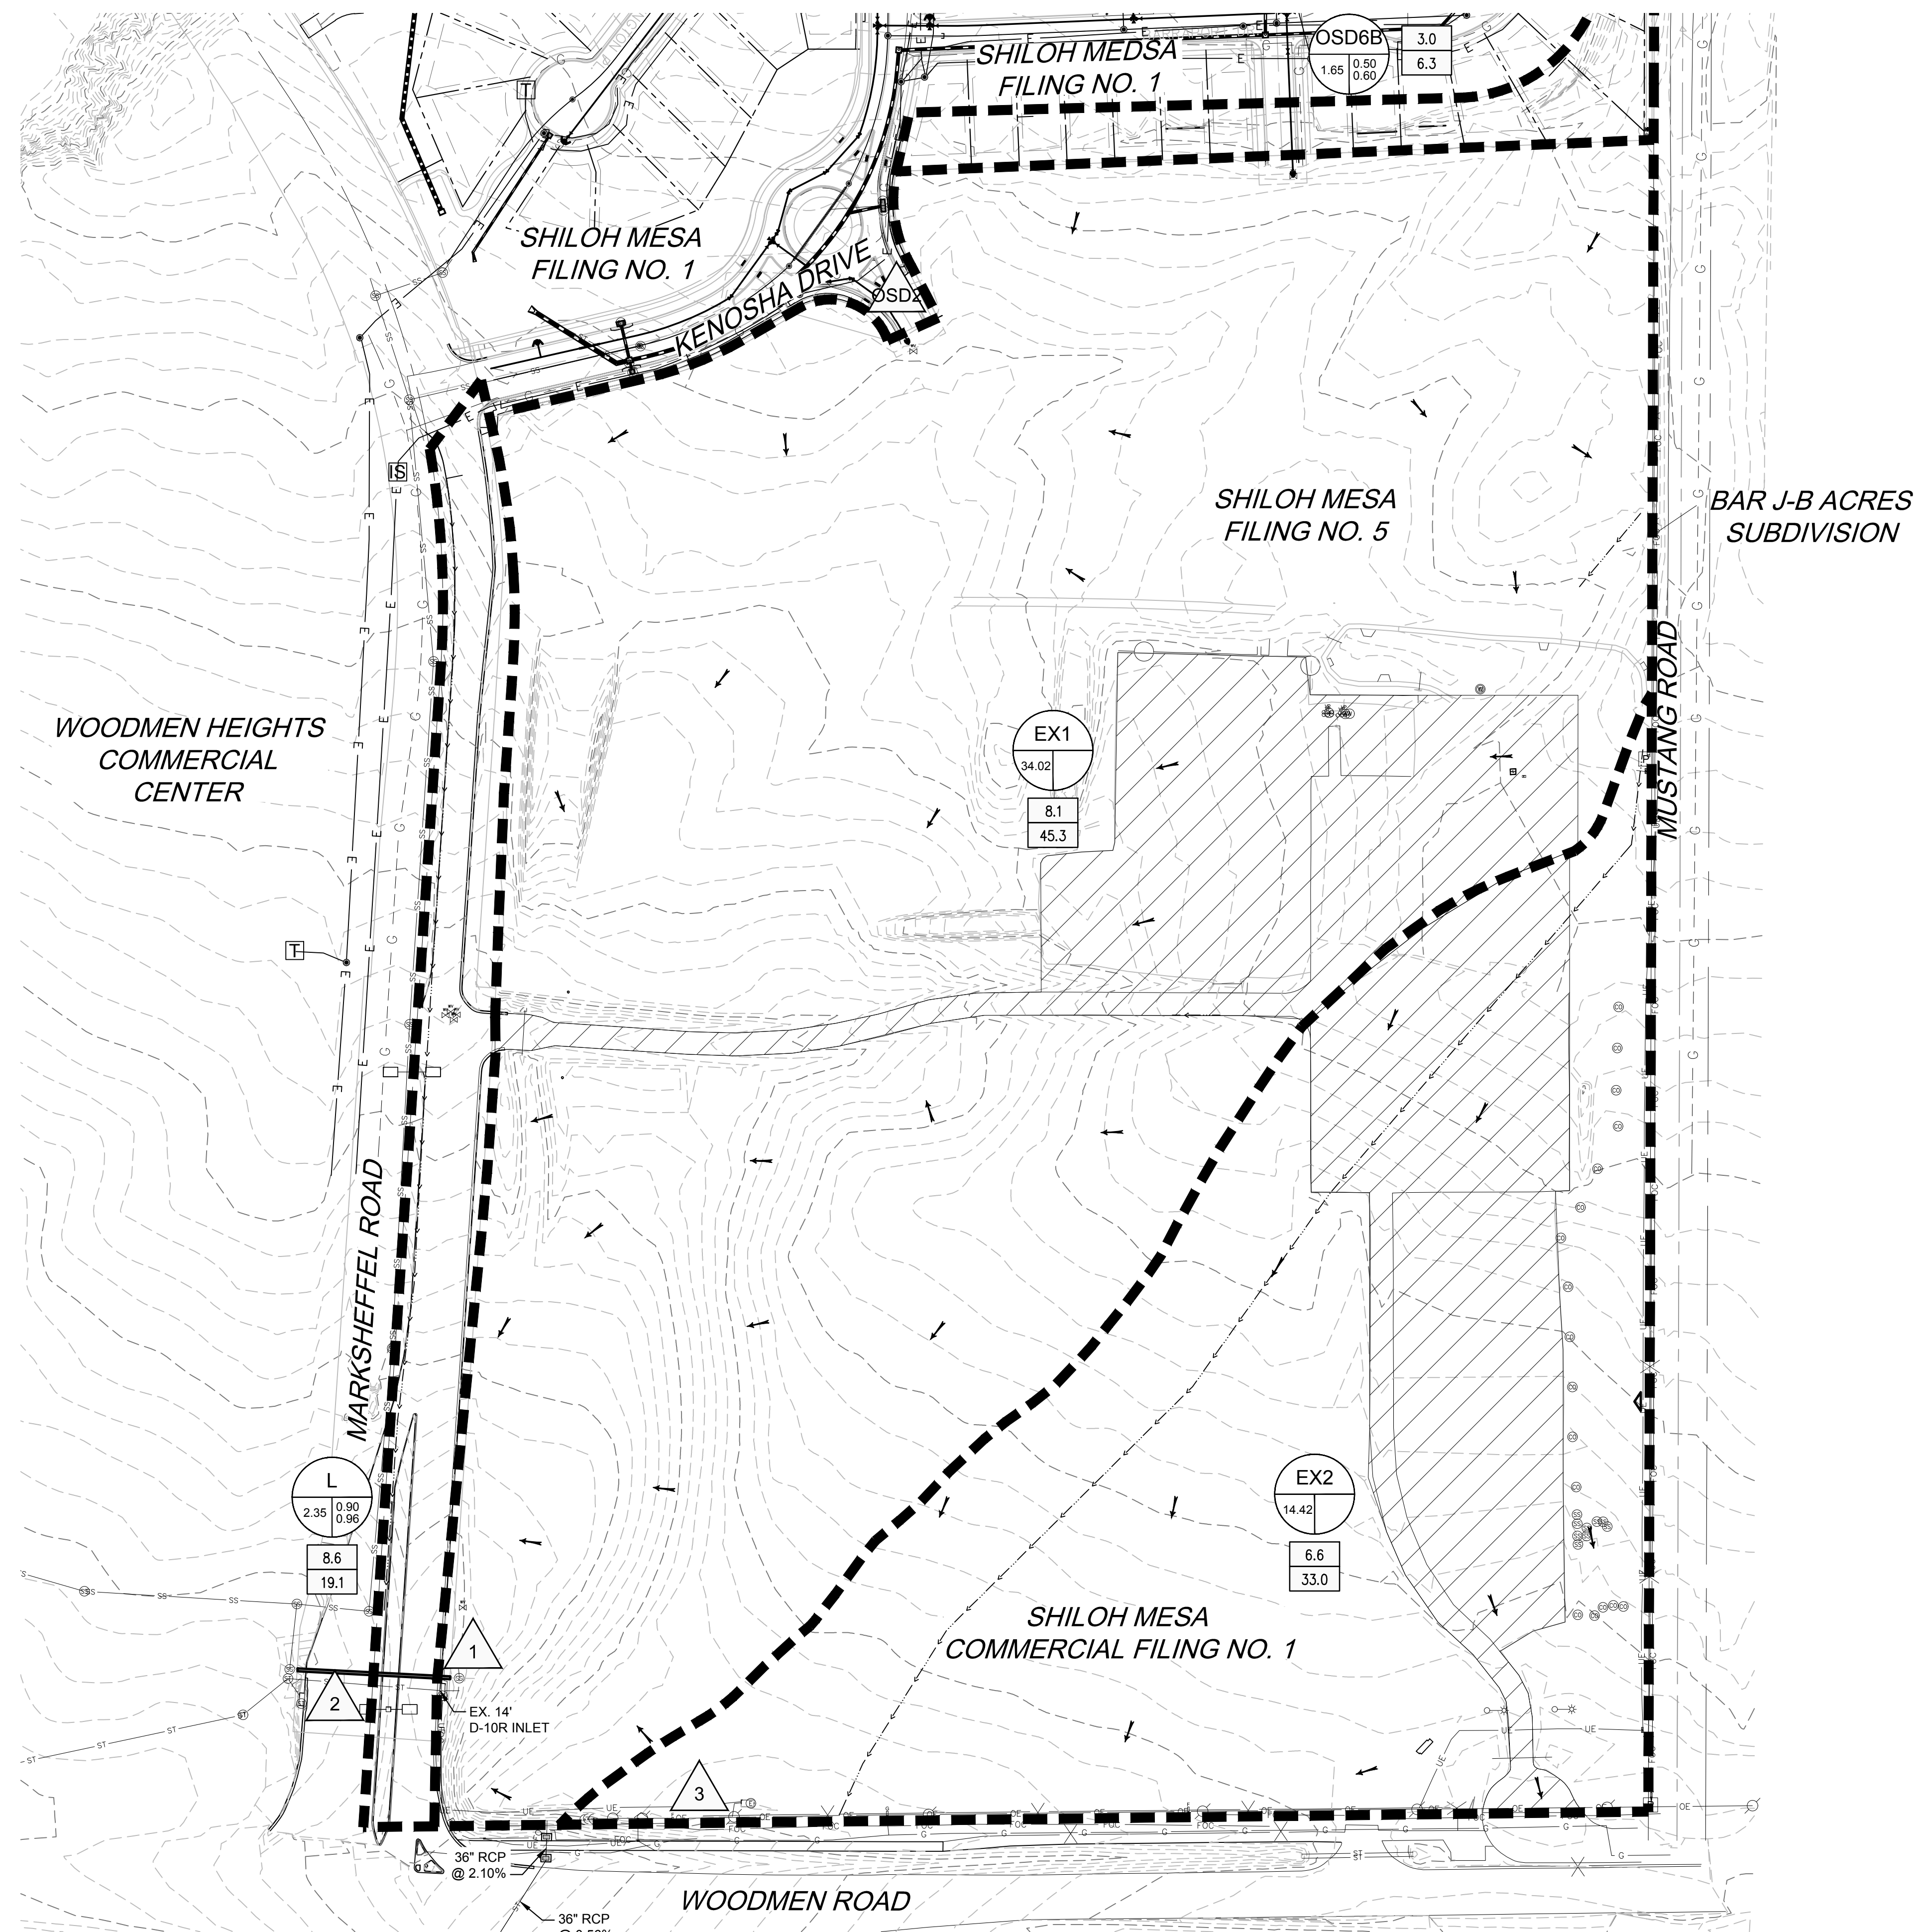 SHILOH MEDSA
FILING NO. 1
OSD6B
1.65
0.50
0.60
3.0
6.3
T
SHILOH MESA
FILING NO. 1
KENOSHA DRIVE
OSD2
IS
SHILOH MESA
FILING NO. 5
BAR J-B ACRES
SUBDIVISION
MUSTANG ROAD
WOODMEN HEIGHTS
COMMERCIAL
CENTER
EX1
34.02
8.1
45.3
T
MARKSHEFFEL ROAD
L
2.35
0.90
0.96
8.6
19.1
EX2
14.42
6.6
33.0
SHILOH MESA
COMMERCIAL FILING NO. 1
1
2
EX. 14'
D-10R INLET
3
36" RCP
@ 2.10%
WOODMEN ROAD
36" RCP